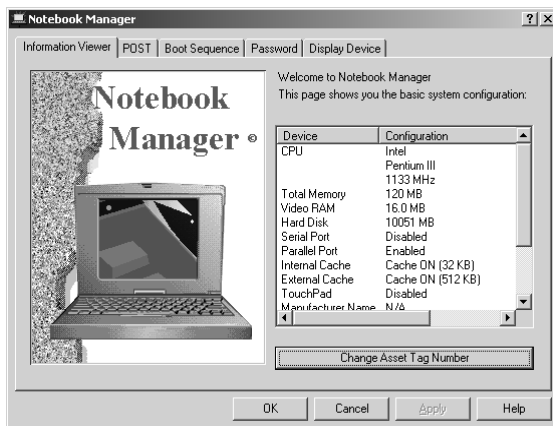 Notebook Manager
? x
Information Viewer POST Boot Sequence Password Display Device
Notebook
Manager ©
Welcome to Notebook Manager
This page shows you the basic system configuration:
Device Configuration
CPU Intel
Pentium III
1133 MHz
Total Memory 120 MB
Video RAM 16.0 MB
Hard Disk 10051 MB
Serial Port Disabled
Parallel Port Enabled
Internal Cache Cache ON (32 KB)
External Cache Cache ON (512 KB)
TouchPad Disabled
Manufacturer Name N/A
Change Asset Tag Number
OK Cancel Apply Help